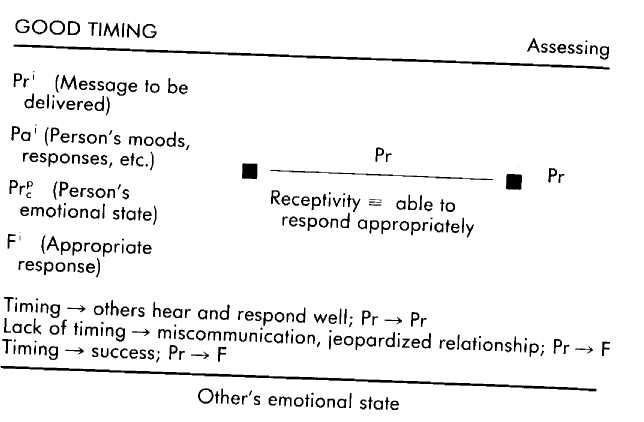 GOOD TIMING
Assessing
Prⁱ (Message to be
delivered)
Paⁱ (Person's moods,
responses, etc.)
Prᵖc (Person's
emotional state)
Fⁱ (Appropriate
response)
■ Pr ■ Pr
Receptivity ≡ able to
respond appropriately
Timing → others hear and respond well; Pr → Pr
Lack of timing → miscommunication, jeopardized relationship; Pr → F
Timing → success; Pr → F
Other's emotional state